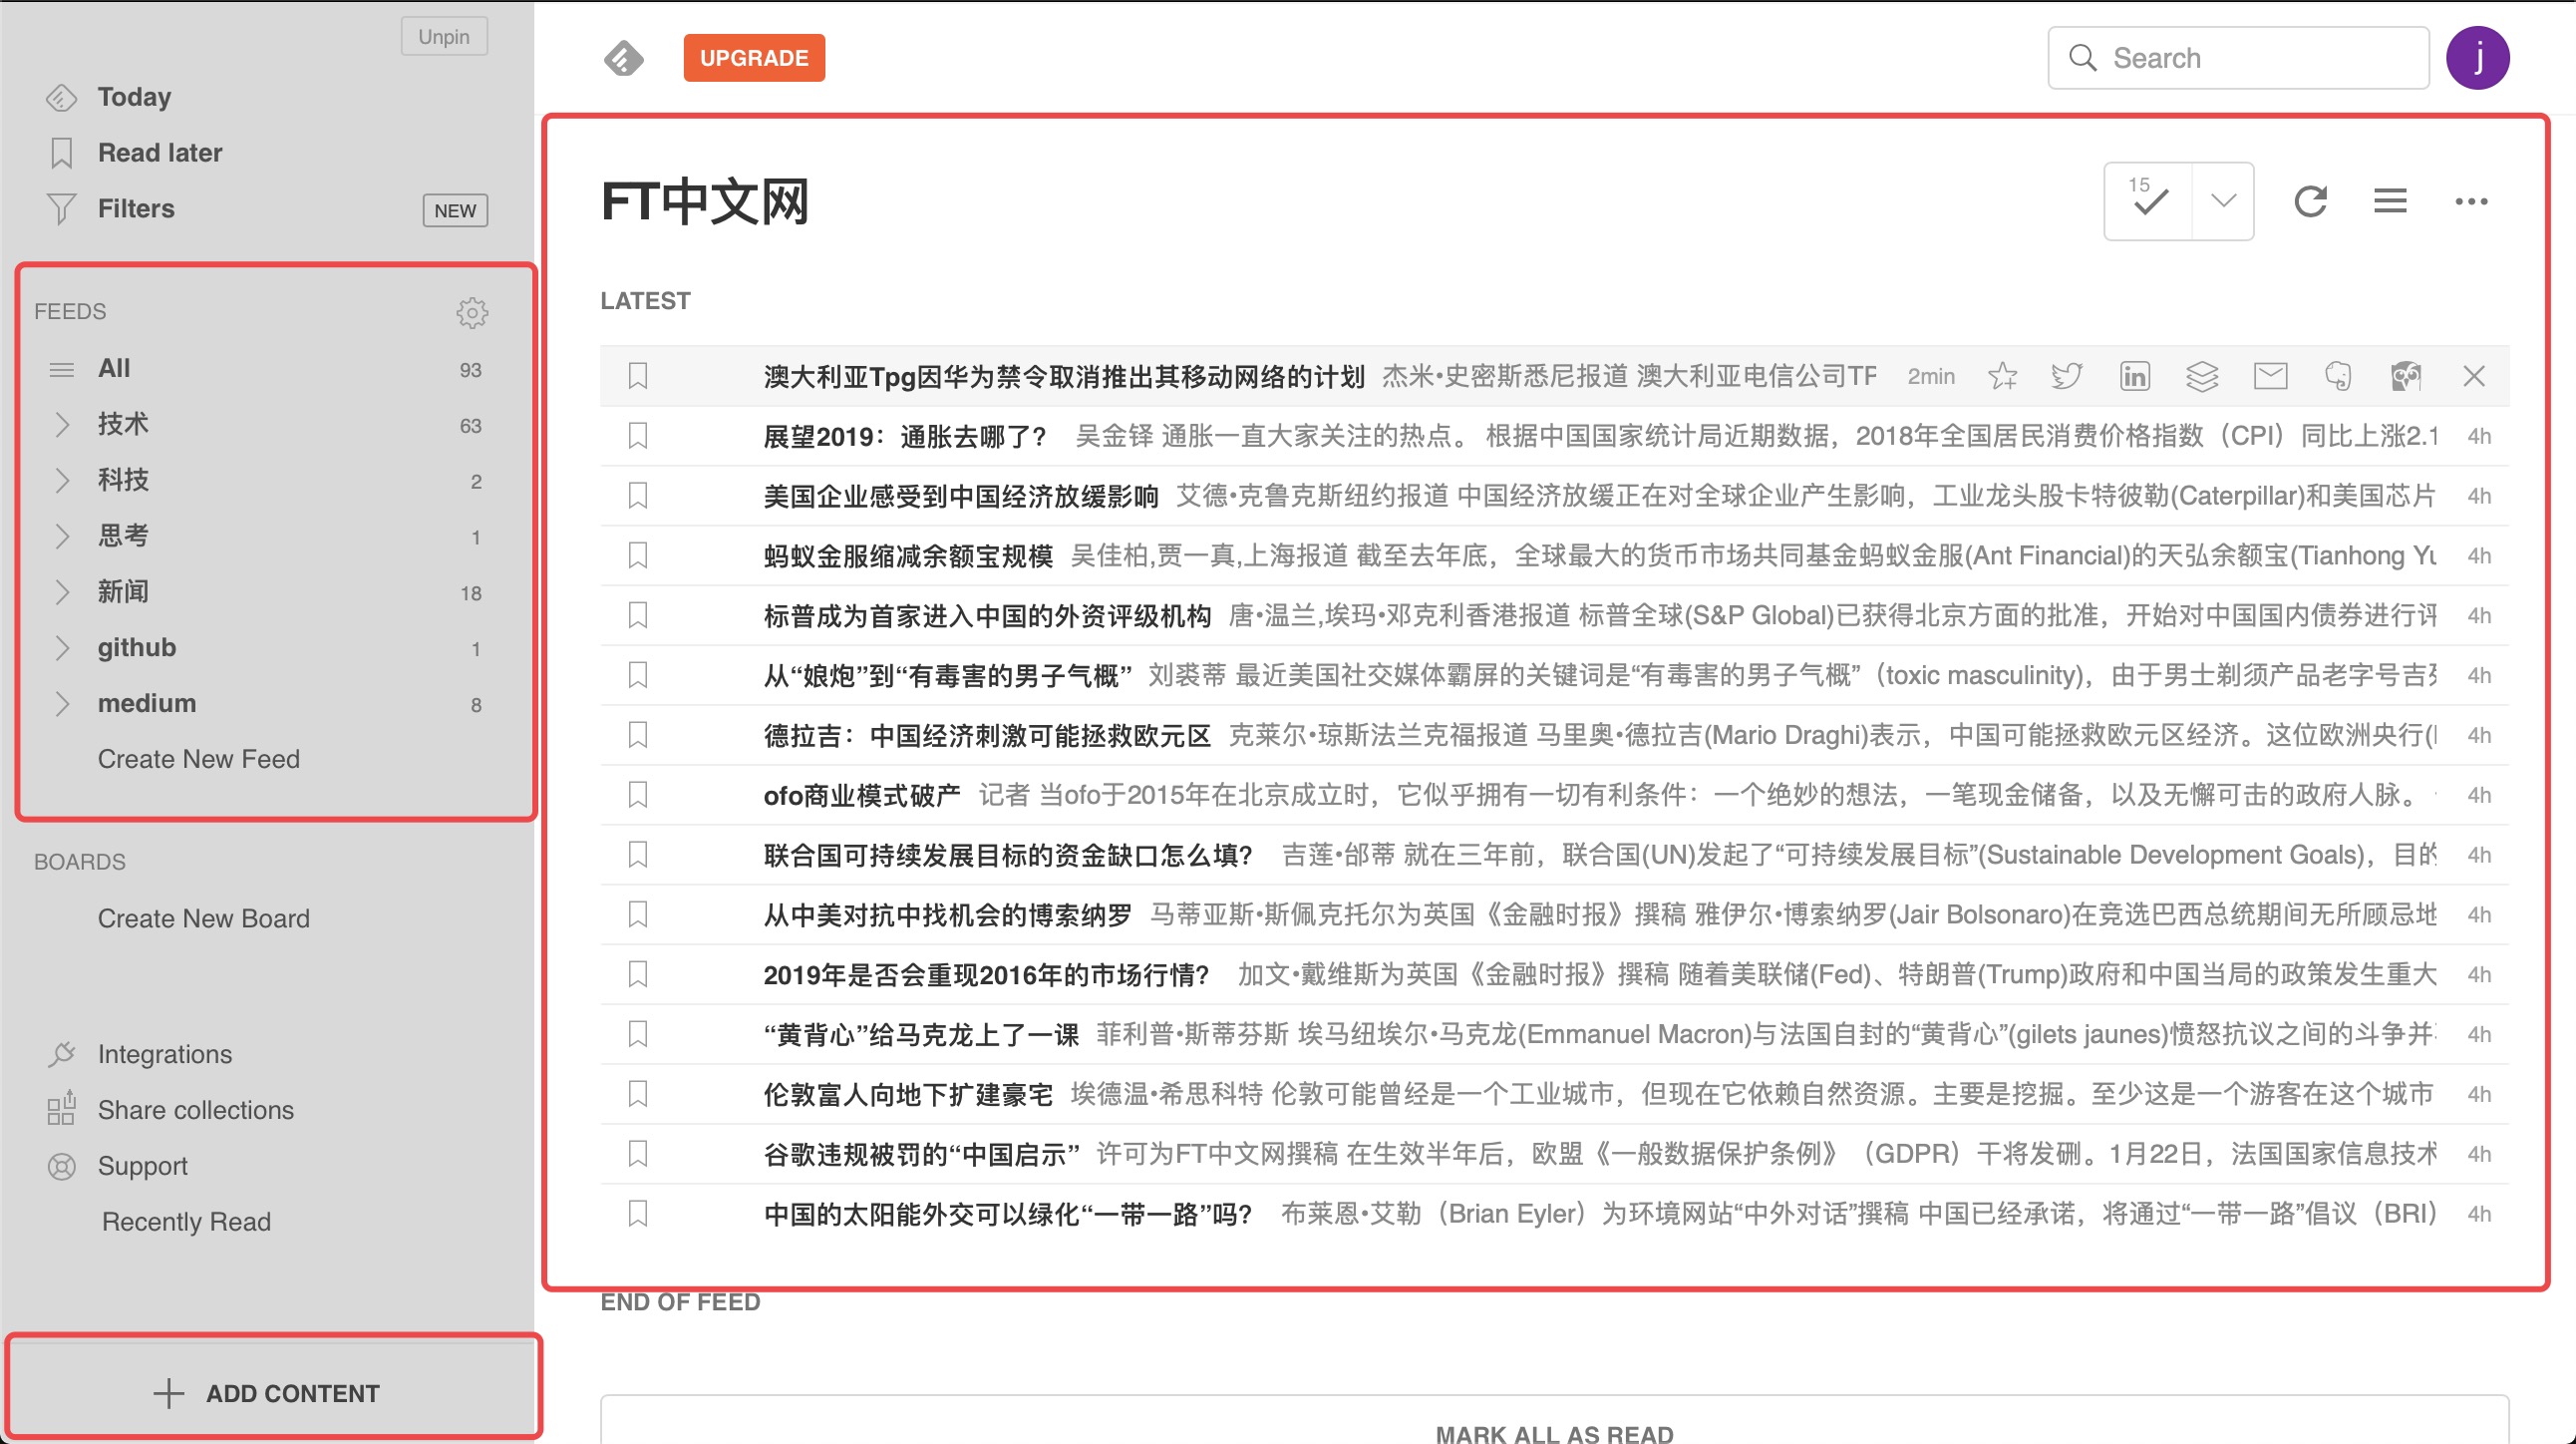 Unpin
Today
Read later
Filters NEW
FEEDS
All 93
技术 63
科技 2
思考 1
新闻 18
github 1
medium 8
Create New Feed
BOARDS
Create New Board
Integrations
Share collections
Support
Recently Read
ADD CONTENT
UPGRADE
Search
j
FT中文网
15
LATEST
澳大利亚Tpg因华为禁令取消推出其移动网络的计划 杰米•史密斯悉尼报道 澳大利亚电信公司TP 2min
展望2019：通胀去哪了？ 吴金铎 通胀一直大家关注的热点。 根据中国国家统计局近期数据，2018年全国居民消费价格指数（CPI）同比上涨2.1 4h
美国企业感受到中国经济放缓影响 艾德•克鲁克斯纽约报道 中国经济放缓正在对全球企业产生影响，工业龙头股卡特彼勒(Caterpillar)和美国芯片 4h
蚂蚁金服缩减余额宝规模 吴佳柏,贾一真,上海报道 截至去年底，全球最大的货币市场共同基金蚂蚁金服(Ant Financial)的天弘余额宝(Tianhong Yu 4h
标普成为首家进入中国的外资评级机构 唐•温兰,埃玛•邓克利香港报道 标普全球(S&P Global)已获得北京方面的批准，开始对中国国内债券进行评 4h
从“娘炮”到“有毒害的男子气概” 刘裘蒂 最近美国社交媒体霸屏的关键词是“有毒害的男子气概”（toxic masculinity)，由于男士剃须产品老字号吉列 4h
德拉吉：中国经济刺激可能拯救欧元区 克莱尔•琼斯法兰克福报道 马里奥•德拉吉(Mario Draghi)表示，中国可能拯救欧元区经济。这位欧洲央行( 4h
ofo商业模式破产 记者 当ofo于2015年在北京成立时，它似乎拥有一切有利条件：一个绝妙的想法，一笔现金储备，以及无懈可击的政府人脉。 4h
联合国可持续发展目标的资金缺口怎么填？ 吉莲•邰蒂 就在三年前，联合国(UN)发起了“可持续发展目标”(Sustainable Development Goals)，目的 4h
从中美对抗中找机会的博索纳罗 马蒂亚斯•斯佩克托尔为英国《金融时报》撰稿 雅伊尔•博索纳罗(Jair Bolsonaro)在竞选巴西总统期间无所顾忌地 4h
2019年是否会重现2016年的市场行情？ 加文•戴维斯为英国《金融时报》撰稿 随着美联储(Fed)、特朗普(Trump)政府和中国当局的政策发生重大 4h
“黄背心”给马克龙上了一课 菲利普•斯蒂芬斯 埃马纽埃尔•马克龙(Emmanuel Macron)与法国自封的“黄背心”(gilets jaunes)愤怒抗议之间的斗争并 4h
伦敦富人向地下扩建豪宅 埃德温•希思科特 伦敦可能曾经是一个工业城市，但现在它依赖自然资源。主要是挖掘。至少这是一个游客在这个城市 4h
谷歌违规被罚的“中国启示” 许可为FT中文网撰稿 在生效半年后，欧盟《一般数据保护条例》（GDPR）干将发硎。1月22日，法国国家信息技术 4h
中国的太阳能外交可以绿化“一带一路”吗？ 布莱恩•艾勒（Brian Eyler）为环境网站“中外对话”撰稿 中国已经承诺，将通过“一带一路”倡议（BRI） 4h
END OF FEED
MARK ALL AS READ